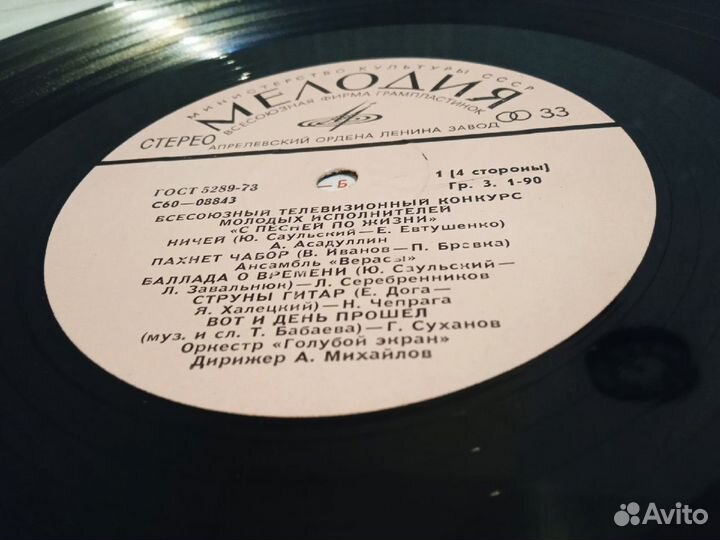 МИНИСТЕРСТВО КУЛЬТУРЫ СССР
МЕЛОДИЯ
ВСЕСОЮЗНАЯ ФИРМА ГРАМПЛАСТИНОК
СТЕРЕО
АПРЕЛЕВСКИЙ ОРДЕНА ЛЕНИНА ЗАВОД
33
ГОСТ 5289-73
Б
1 [4 стороны]
С60—08843
Гр. 3. 1-90
ВСЕСОЮЗНЫЙ ТЕЛЕВИЗИОННЫЙ КОНКУРС
МОЛОДЫХ ИСПОЛНИТЕЛЕЙ
«С ПЕСНЕЙ ПО ЖИЗНИ»
НИЧЕЙ (Ю. Саульский—Е. Евтушенко)
А. Асадуллин
ПАХНЕТ ЧАБОР (В. Иванов—П. Бровка)
Ансамбль «Верасы»
БАЛЛАДА О ВРЕМЕНИ (Ю. Саульский—
Л. Завальнюк)—Л. Серебренников
СТРУНЫ ГИТАР (Е. Дога—
Я. Халецкий)—Н. Чепрага
ВОТ И ДЕНЬ ПРОШЕЛ
(муз. и сл. Т. Бабаева)—Г. Суханов
Оркестр «Голубой экран»
Дирижер А. Михайлов
Avito